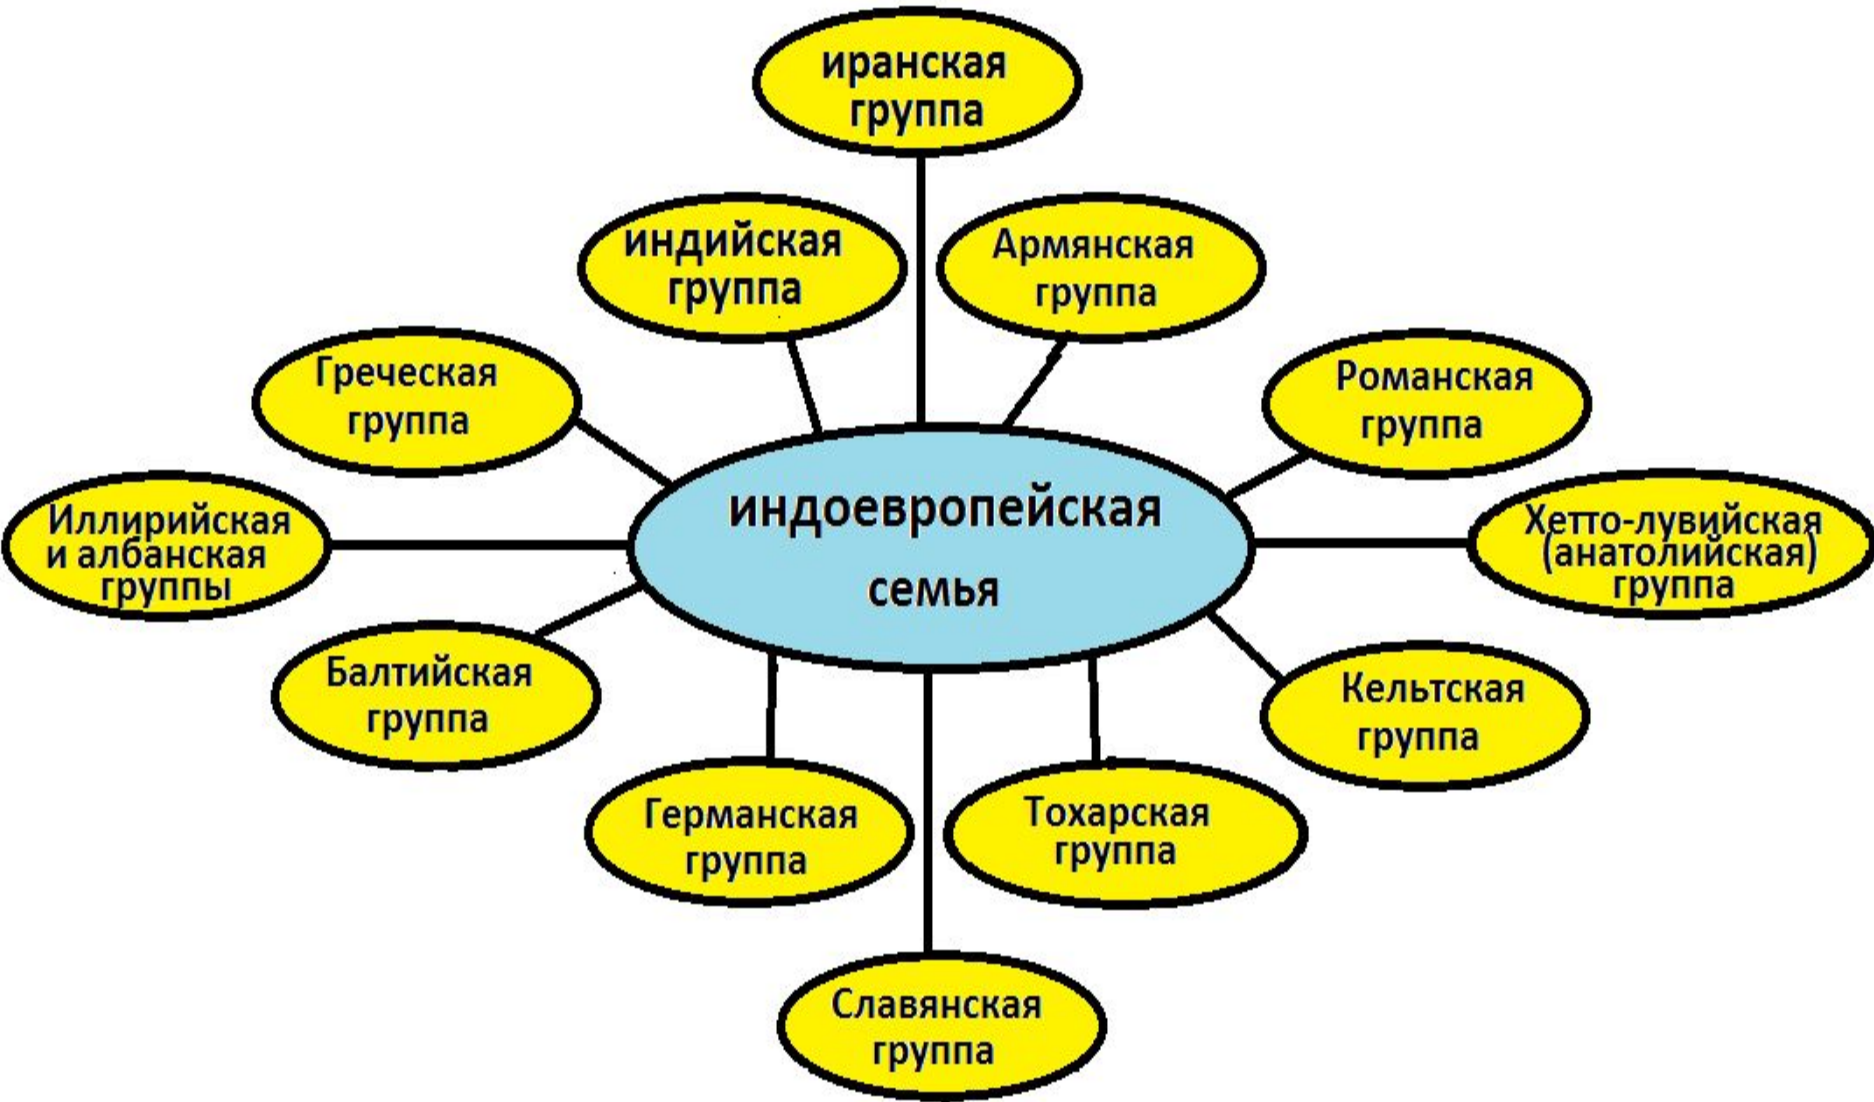 иранская
группа
индийская
группа
Армянская
группа
Греческая
группа
Романская
группа
Иллирийская
и албанская
группы
индоевропейская
семья
Хетто-лувийская
(анатолийская)
группа
Балтийская
группа
Кельтская
группа
Германская
группа
Тохарская
группа
Славянская
группа